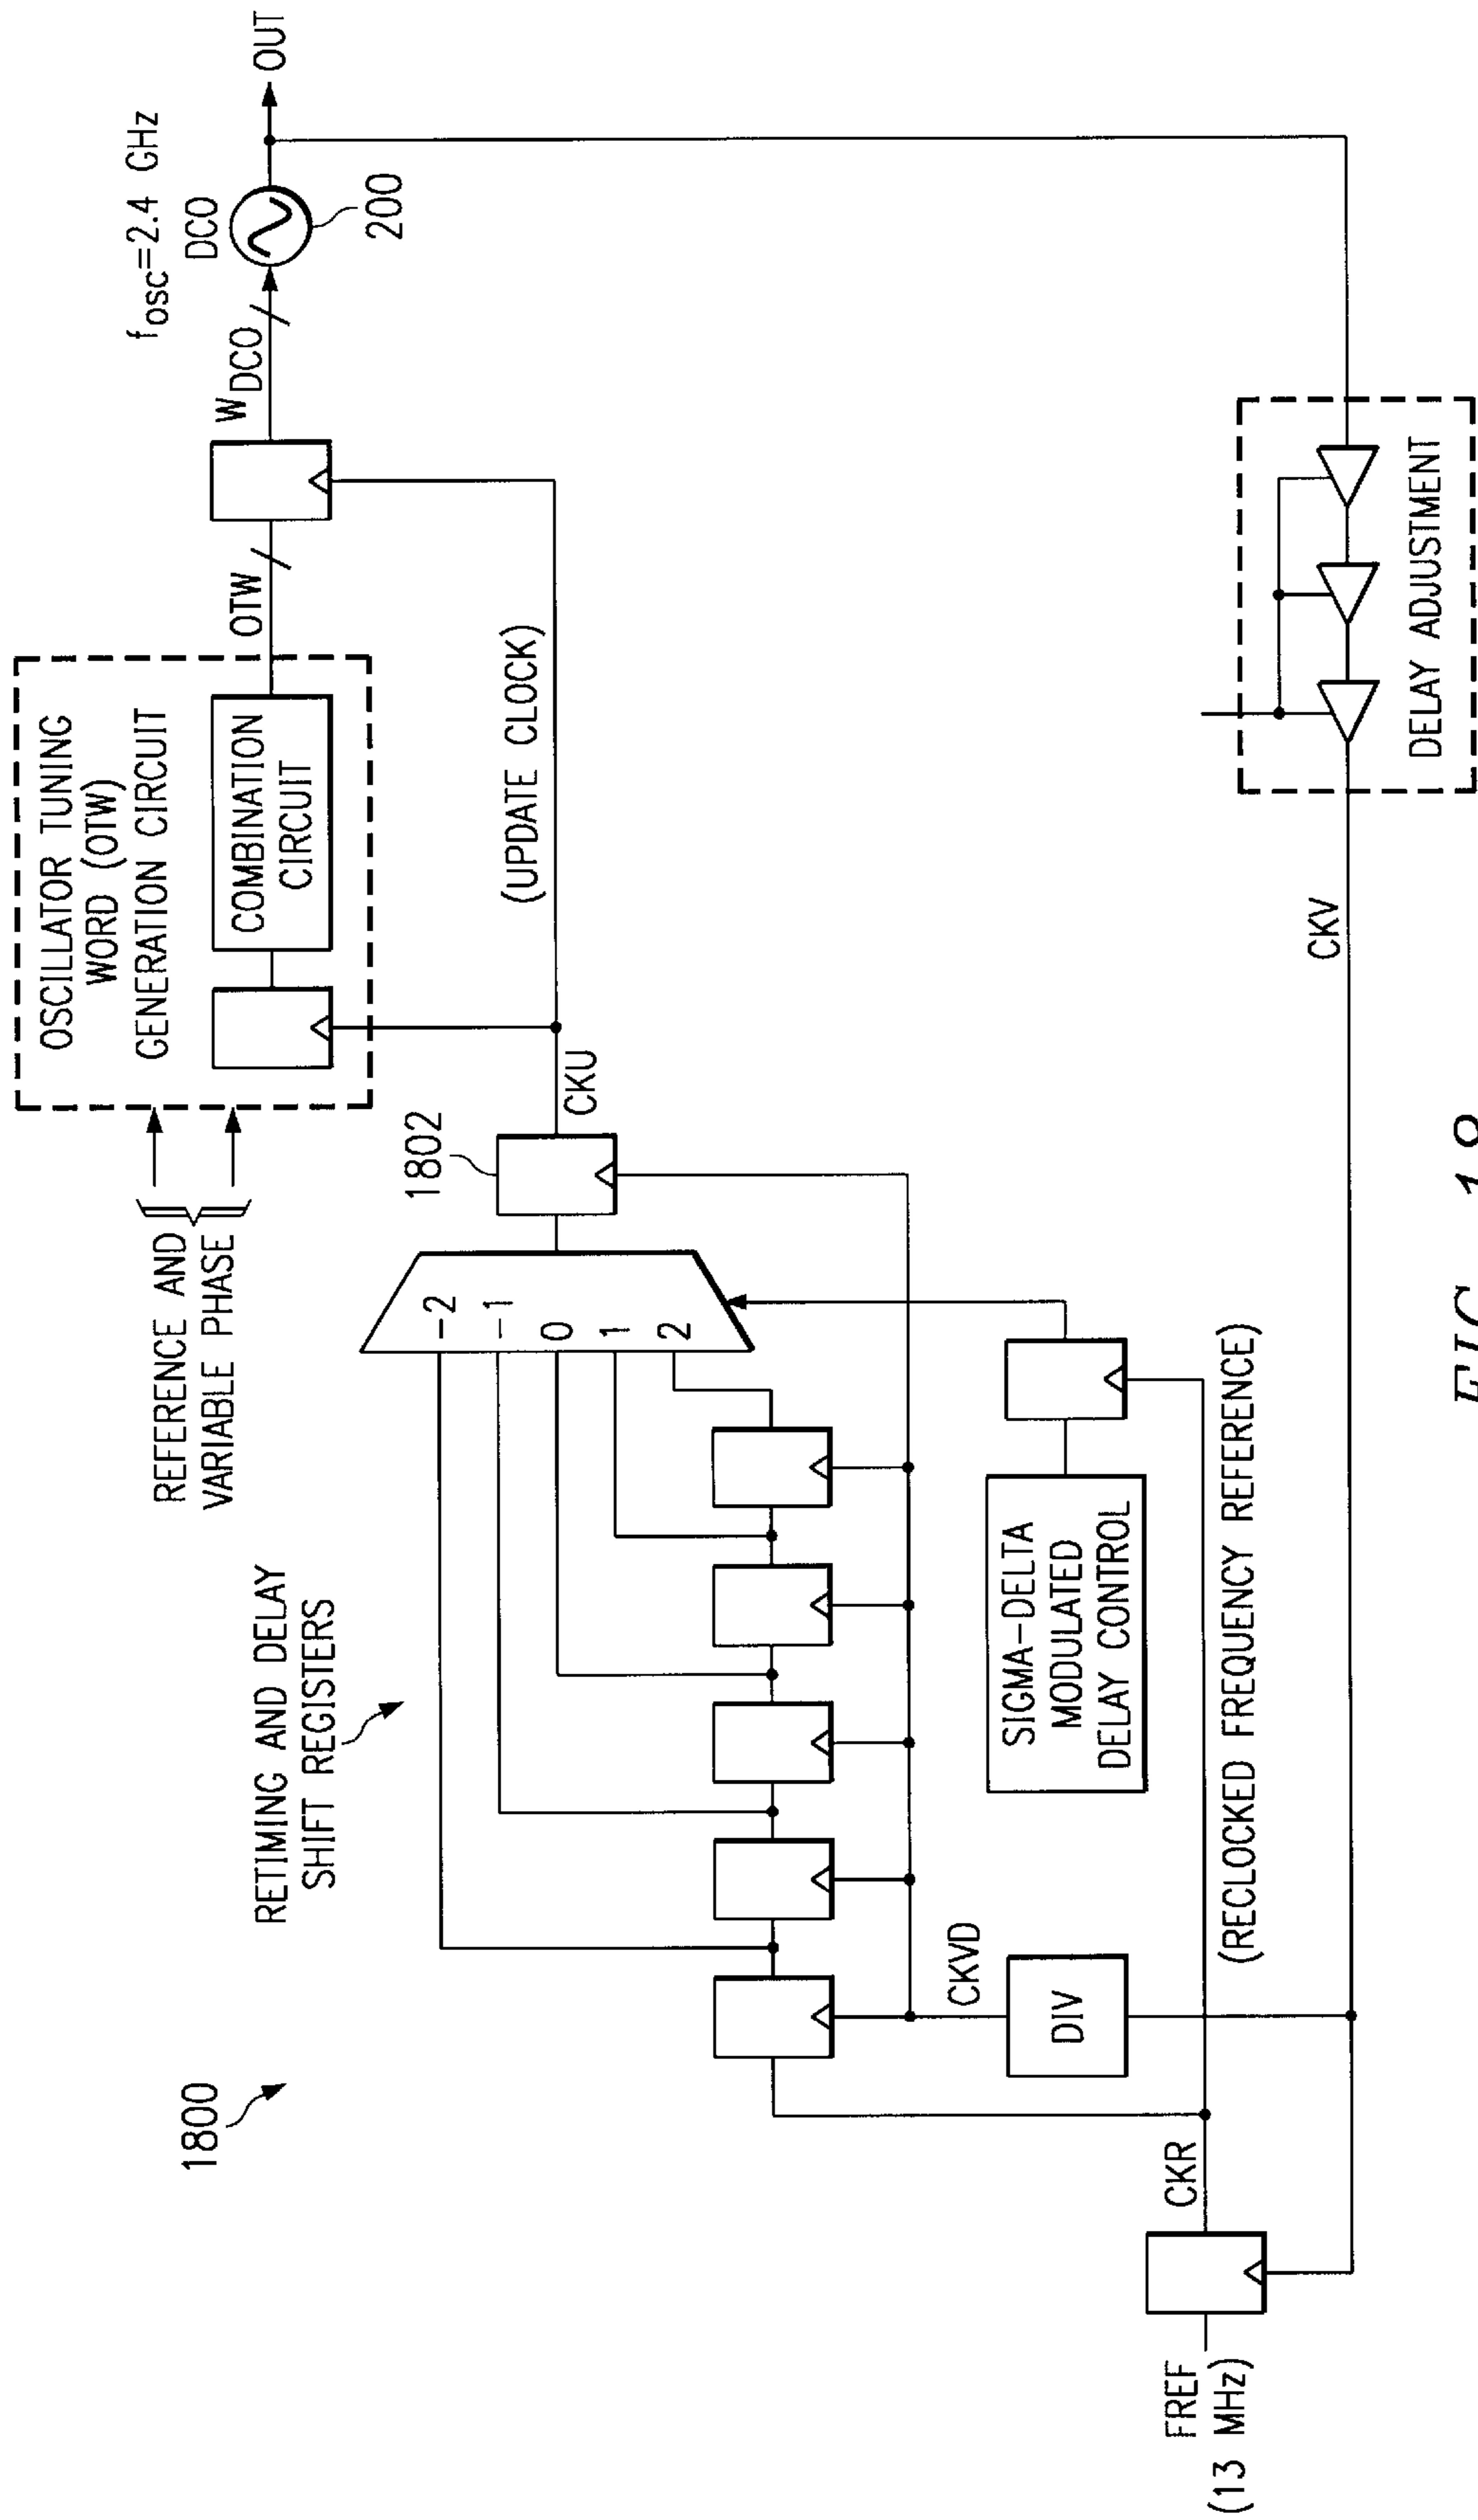 1800
RETIMING AND DELAY
SHIFT REGISTERS
REFERENCE AND
VARIABLE PHASE
OSCILLATOR TUNING
WORD (OTW)
GENERATION CIRCUIT
COMBINATION
CIRCUIT
OTW
W DCO
fOSC=2.4 GHz
DCO
200
OUT
1802
CKU
(UPDATE CLOCK)
-2
-1
0
1
2
CKVD
DIV
SIGMA-DELTA
MODULATED
DELAY CONTROL
FREF
(13 MHz)
CKR
(RECLOCKED FREQUENCY REFERENCE)
CKV
DELAY ADJUSTMENT